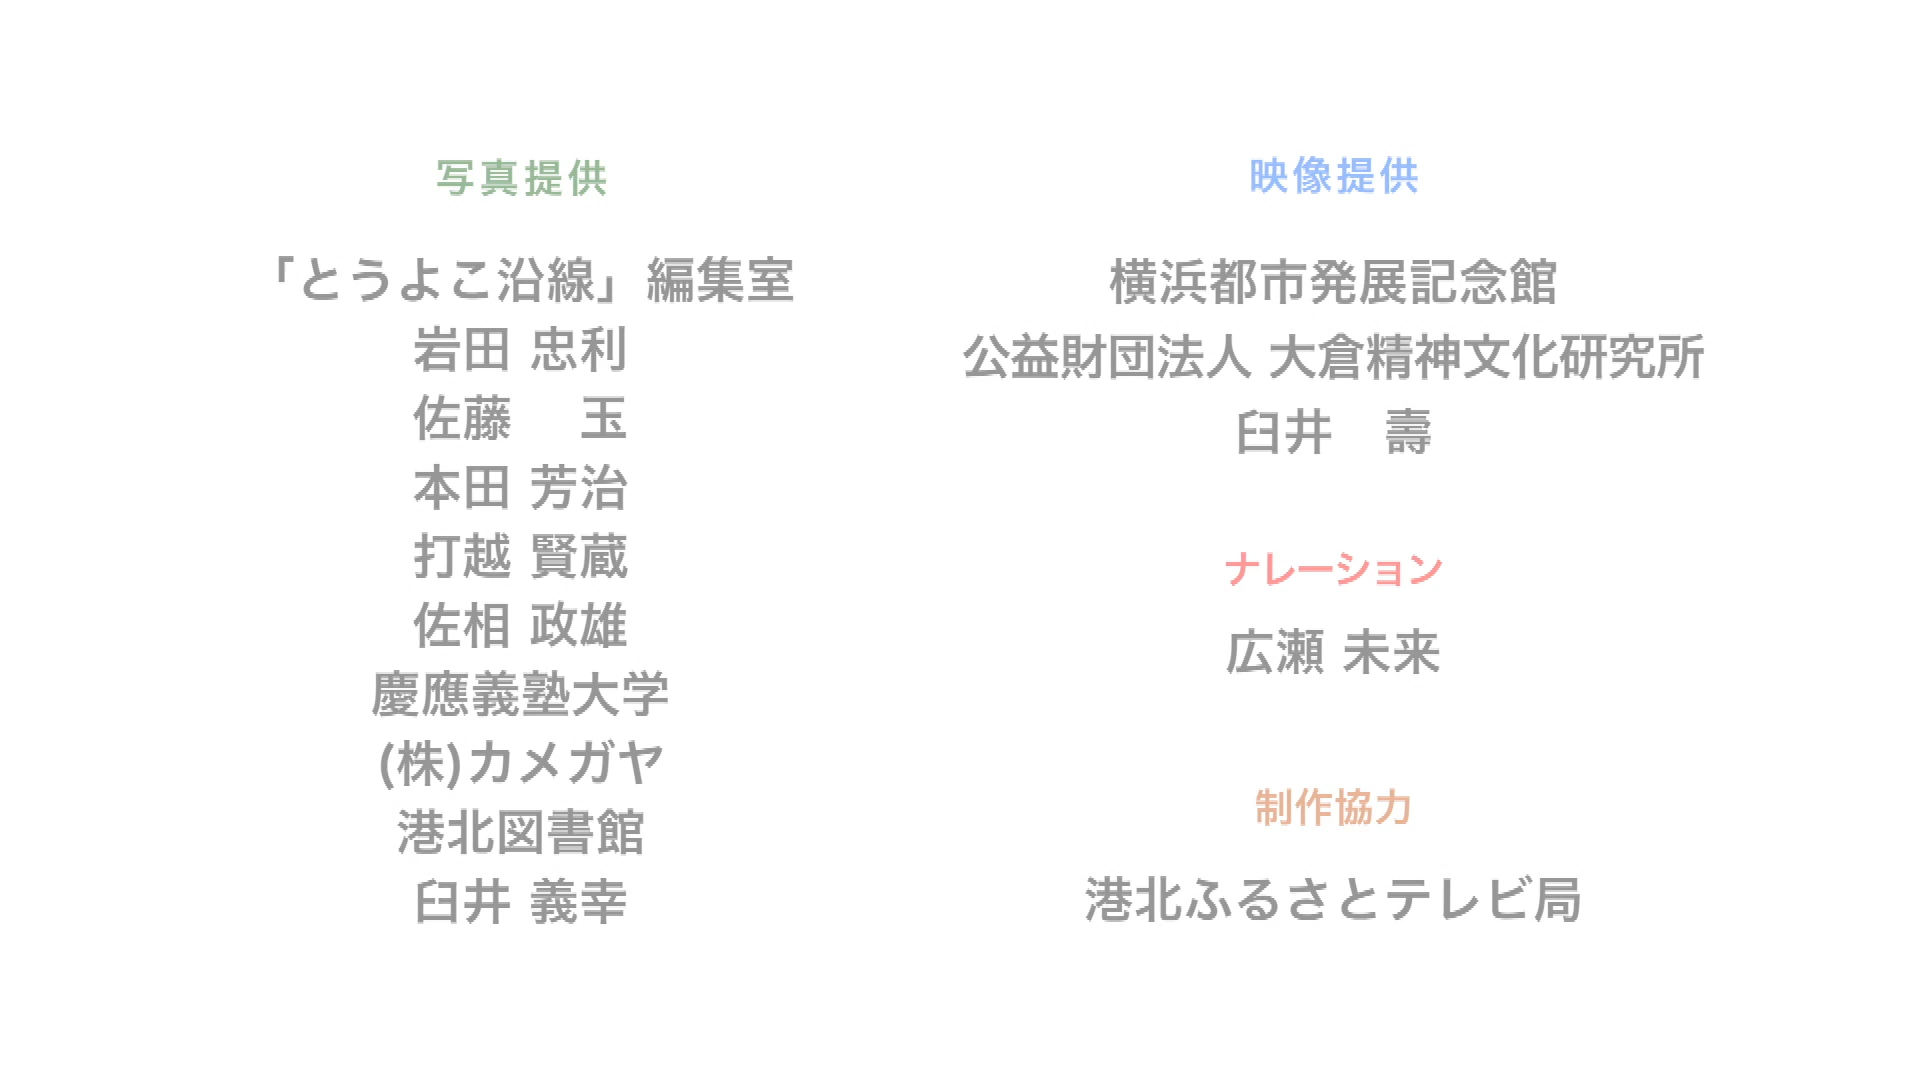 写真提供
「とうよこ沿線」編集室
岩田 忠利
佐藤　 玉
本田 芳治
打越 賢蔵
佐相 政雄
慶應義塾大学
(株)カメガヤ
港北図書館
臼井 義幸
映像提供
横浜都市発展記念館
公益財団法人 大倉精神文化研究所
臼井　壽
ナレーション
広瀬 未来
制作協力
港北ふるさとテレビ局